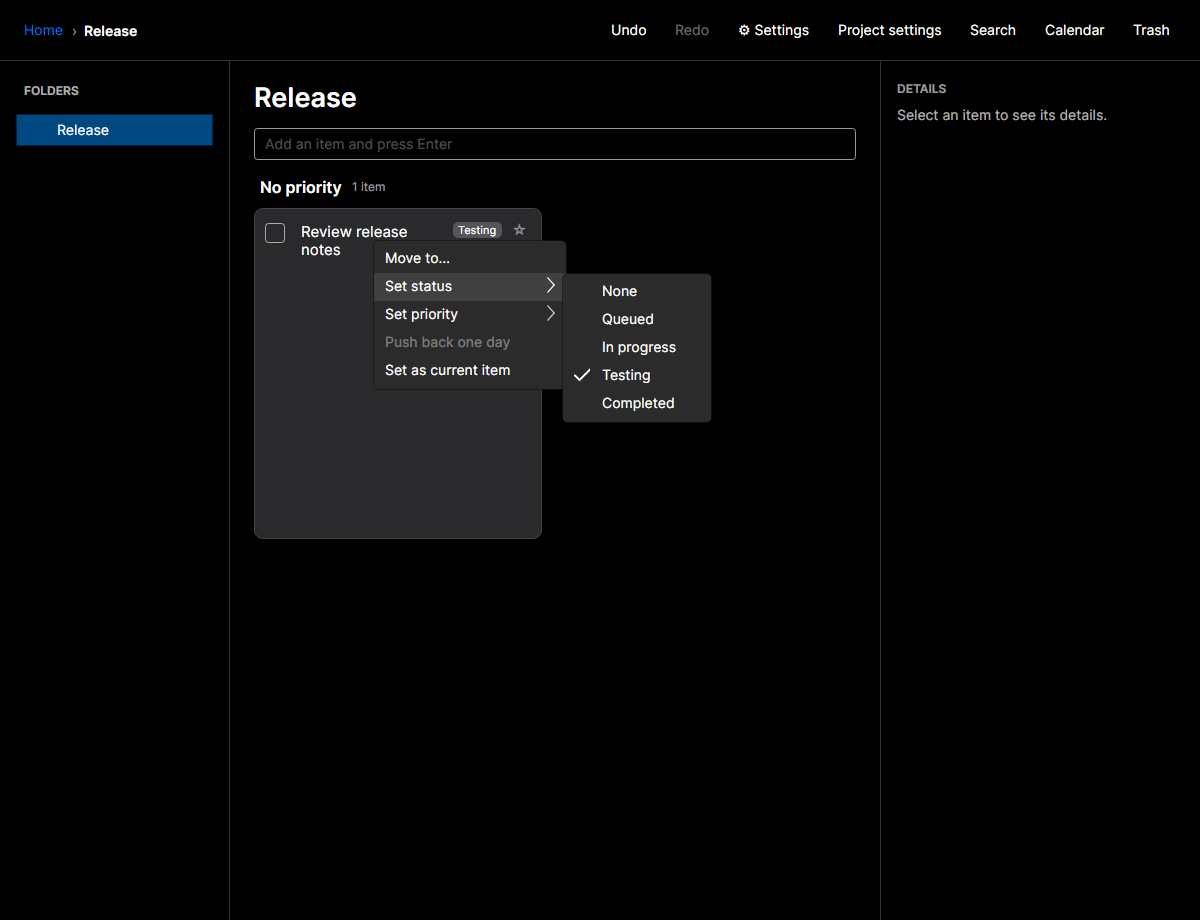 Home › Release
Undo Redo ⚙ Settings Project settings Search Calendar Trash
FOLDERS
Release
Release
Add an item and press Enter
No priority 1 item
Review release
notes
Testing ☆
Move to...
Set status
Set priority
Push back one day
Set as current item
None
Queued
In progress
Testing
Completed
DETAILS
Select an item to see its details.